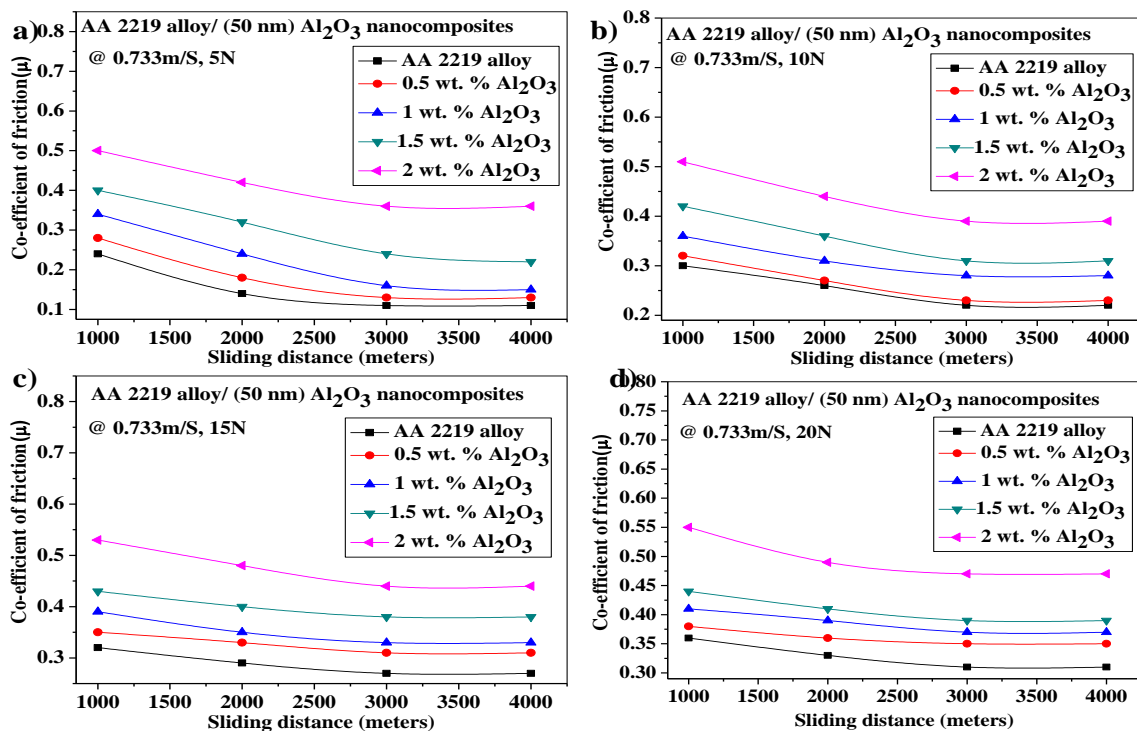 a)
AA 2219 alloy/ (50 nm) Al₂O₃ nanocomposites
@ 0.733m/S, 5N
AA 2219 alloy
0.5 wt. % Al₂O₃
1 wt. % Al₂O₃
1.5 wt. % Al₂O₃
2 wt. % Al₂O₃
Co-efficient of friction(μ)
0.8
0.7
0.6
0.5
0.4
0.3
0.2
0.1
1000 1500 2000 2500 3000 3500 4000
Sliding distance (meters)
b)
AA 2219 alloy/ (50 nm) Al₂O₃ nanocomposites
@ 0.733m/S, 10N
AA 2219 alloy
0.5 wt. % Al₂O₃
1 wt. % Al₂O₃
1.5 wt. % Al₂O₃
2 wt. % Al₂O₃
Co-efficient of friction(μ)
0.8
0.7
0.6
0.5
0.4
0.3
0.2
1000 1500 2000 2500 3000 3500 4000
Sliding distance (meters)
c)
AA 2219 alloy/ (50 nm) Al₂O₃ nanocomposites
@ 0.733m/S, 15N
AA 2219 alloy
0.5 wt. % Al₂O₃
1 wt. % Al₂O₃
1.5 wt. % Al₂O₃
2 wt. % Al₂O₃
Co-efficient of friction(μ)
0.8
0.7
0.6
0.5
0.4
0.3
1000 1500 2000 2500 3000 3500 4000
Sliding distance (meters)
d)
AA 2219 alloy/ (50 nm) Al₂O₃ nanocomposites
@ 0.733m/S, 20N
AA 2219 alloy
0.5 wt. % Al₂O₃
1 wt. % Al₂O₃
1.5 wt. % Al₂O₃
2 wt. % Al₂O₃
Co-efficient of friction(μ)
0.80
0.75
0.70
0.65
0.60
0.55
0.50
0.45
0.40
0.35
0.30
1000 1500 2000 2500 3000 3500 4000
Sliding distance (meters)